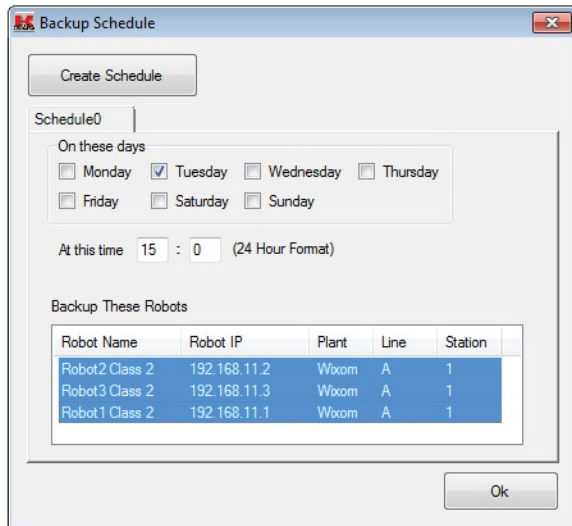 Backup Schedule
Create Schedule
Schedule0
On these days
Monday Tuesday Wednesday Thursday
Friday Saturday Sunday
At this time 15 : 0 (24 Hour Format)
Backup These Robots
Robot Name Robot IP Plant Line Station
Robot2 Class 2 192.168.11.2 Wixom A 1
Robot3 Class 2 192.168.11.3 Wixom A 1
Robot1 Class 2 192.168.11.1 Wixom A 1
Ok